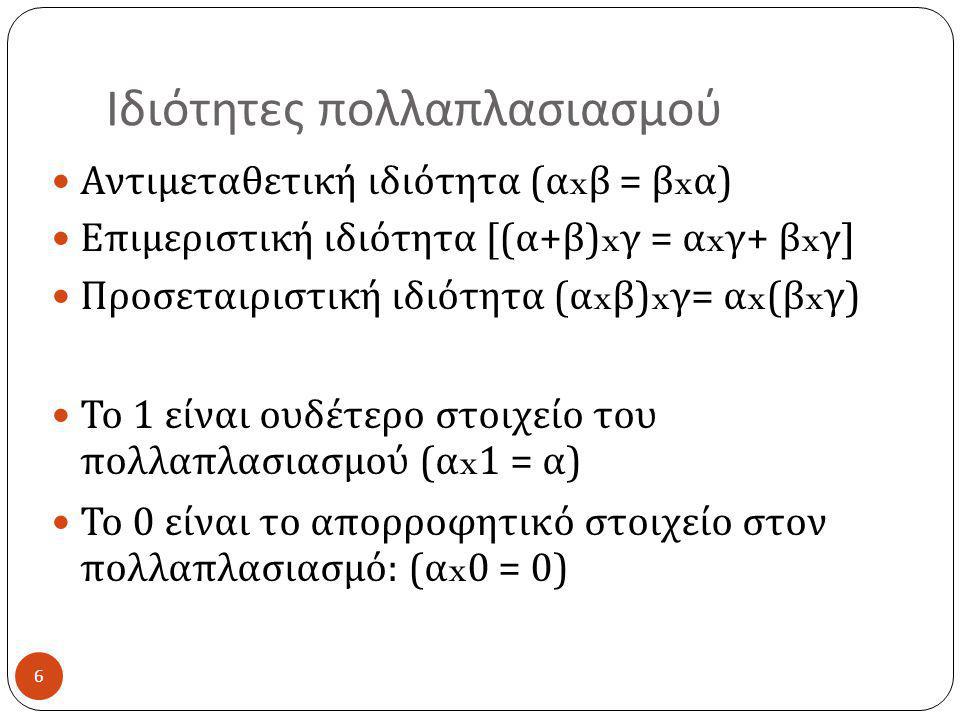 Ιδιότητες πολλαπλασιασμού
• Αντιμεταθετική ιδιότητα (αxβ = βxα)
• Επιμεριστική ιδιότητα [(α+β)xγ = αxγ+ βxγ]
• Προσεταιριστική ιδιότητα (αxβ)xγ= αx(βxγ)
• Το 1 είναι ουδέτερο στοιχείο του
πολλαπλασιασμού (αx1 = α)
• Το 0 είναι το απορροφητικό στοιχείο στον
πολλαπλασιασμό: (αx0 = 0)
6